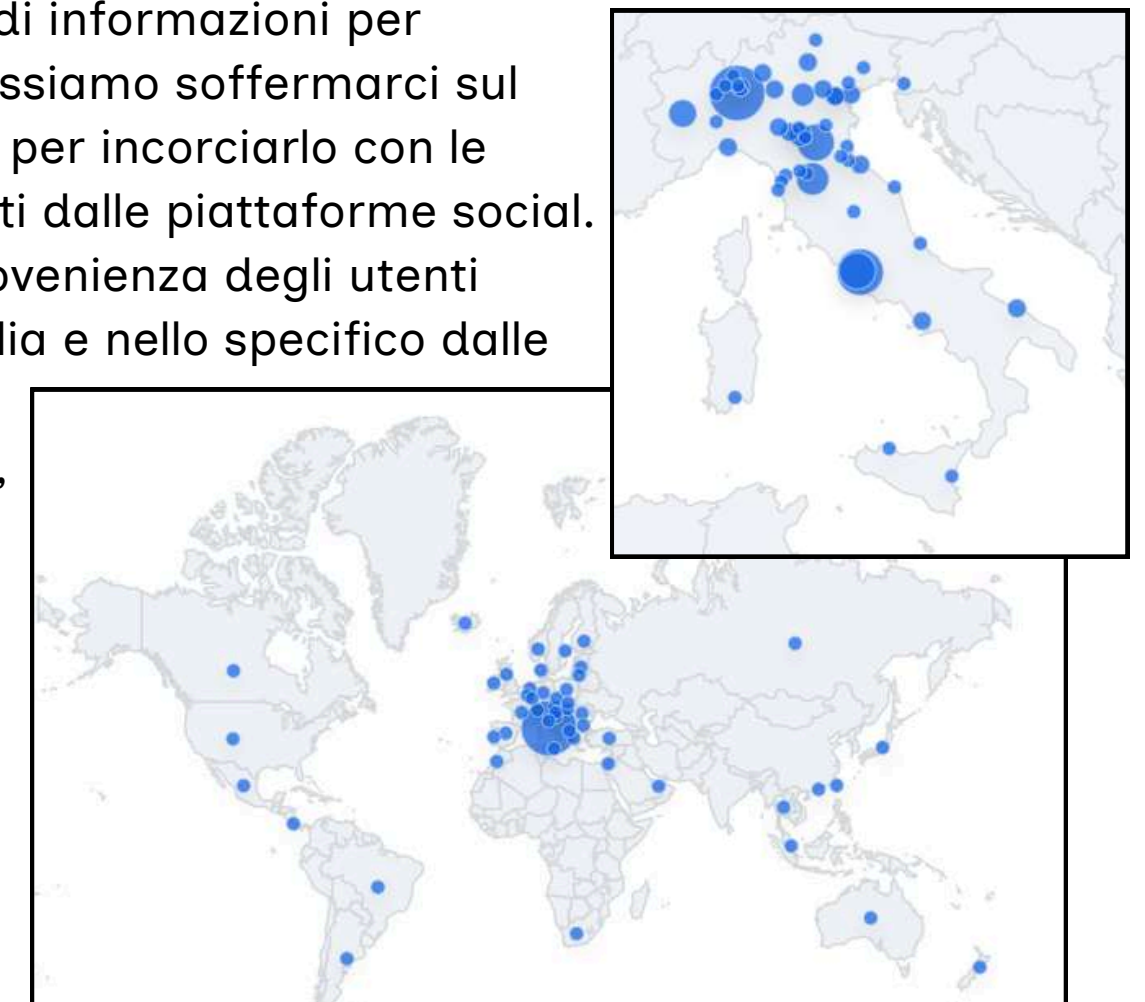 di informazioni per
ssiamo soffermarci sul
per incorciarlo con le
ti dalle piattaforme social.
ovenienza degli utenti
lia e nello specifico dalle
,